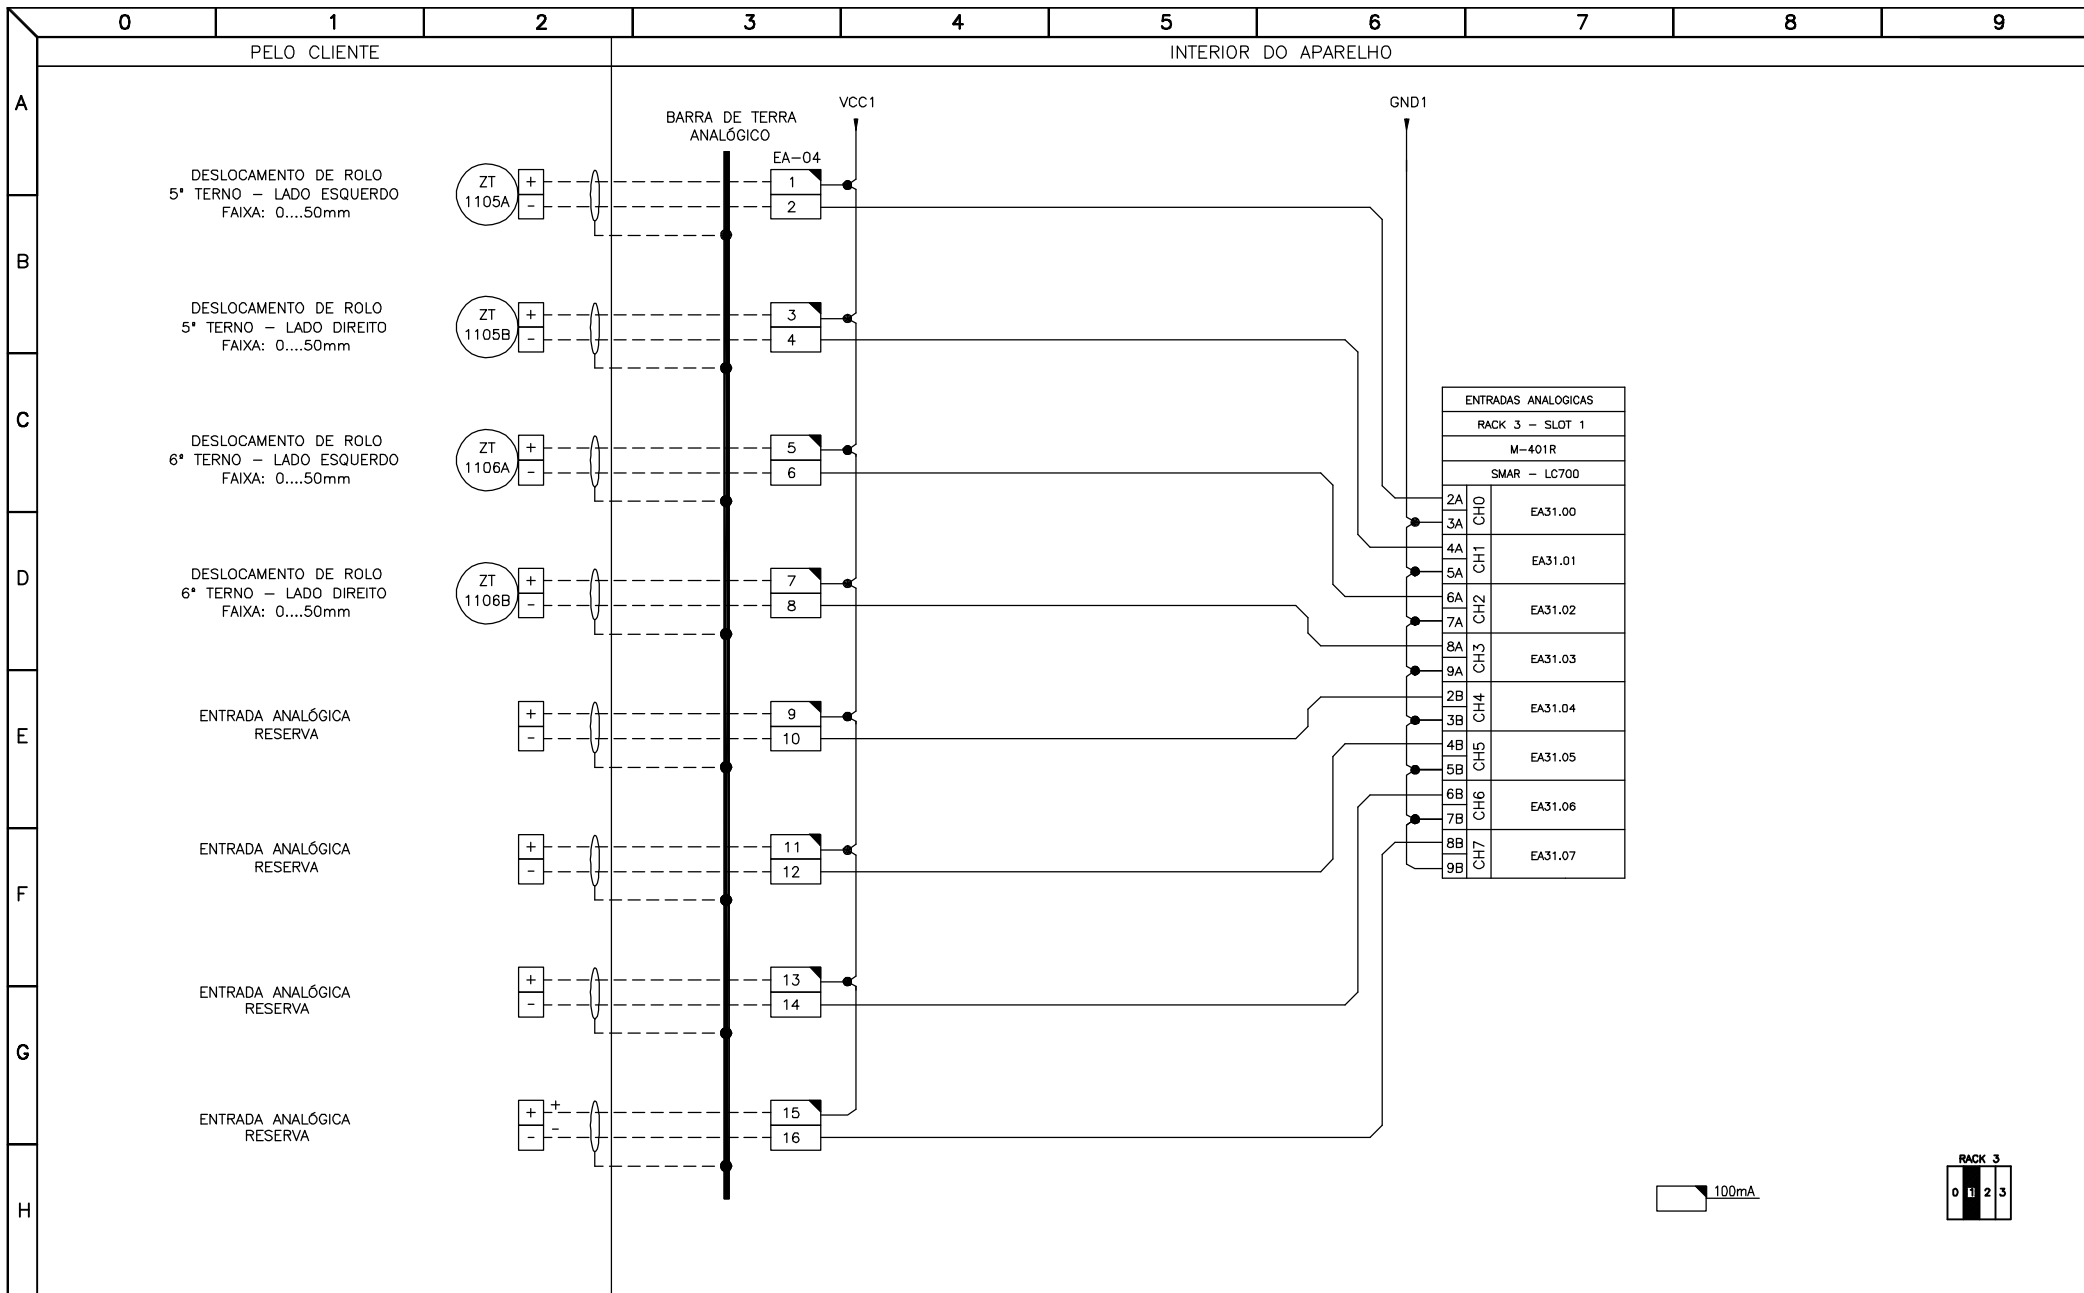 0 1 2 3 4 5 6 7 8 9
PELO CLIENTE INTERIOR DO APARELHO
A
B
C
D
E
F
G
H
VCC1
GND1
BARRA DE TERRA
ANALÓGICO
EA-04
DESLOCAMENTO DE ROLO
5° TERNO - LADO ESQUERDO
FAIXA: 0....50mm
ZT
1105A
+
-
1
2
DESLOCAMENTO DE ROLO
5° TERNO - LADO DIREITO
FAIXA: 0....50mm
ZT
1105B
+
-
3
4
DESLOCAMENTO DE ROLO
6° TERNO - LADO ESQUERDO
FAIXA: 0....50mm
ZT
1106A
+
-
5
6
DESLOCAMENTO DE ROLO
6° TERNO - LADO DIREITO
FAIXA: 0....50mm
ZT
1106B
+
-
7
8
ENTRADA ANALÓGICA
RESERVA
+
-
9
10
ENTRADA ANALÓGICA
RESERVA
+
-
11
12
ENTRADA ANALÓGICA
RESERVA
+
-
13
14
ENTRADA ANALÓGICA
RESERVA
+
-
+
-
15
16
ENTRADAS ANALOGICAS
RACK 3 - SLOT 1
M-401R
SMAR - LC700
2A
3A
CH0
EA31.00
4A
5A
CH1
EA31.01
6A
7A
CH2
EA31.02
8A
9A
CH3
EA31.03
2B
3B
CH4
EA31.04
4B
5B
CH5
EA31.05
6B
7B
CH6
EA31.06
8B
9B
CH7
EA31.07
100mA
RACK 3
0 1 2 3